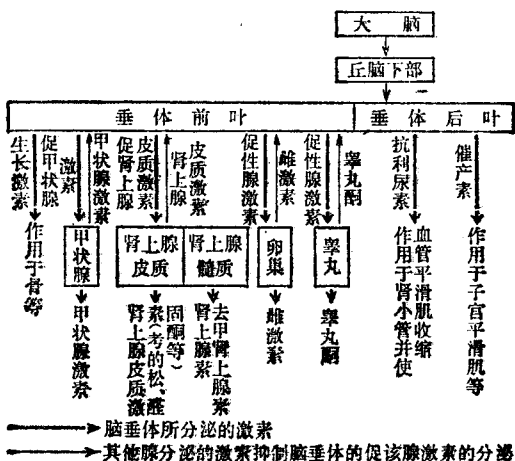 大脑
丘脑下部
垂体前叶
垂体后叶
生长激素
促甲状腺
激素
甲状腺激素
促肾上腺
皮质激素
肾上腺
皮质激素
促性腺激素
雌激素
促性腺激素
睾丸酮
抗利尿素
催产素
作用于骨等
甲状腺
肾上腺
皮质
肾上腺
髓质
卵巢
睾丸
作用于肾小管并使
血管平滑肌收缩
作用于子宫平滑肌等
甲状腺激素
肾上腺皮质激
素(考的松、醛
固酮等)
肾上腺素
去甲肾上腺素
雌激素
睾丸酮
脑垂体所分泌的激素
其他腺分泌的激素抑制脑垂体的促该腺激素的分泌